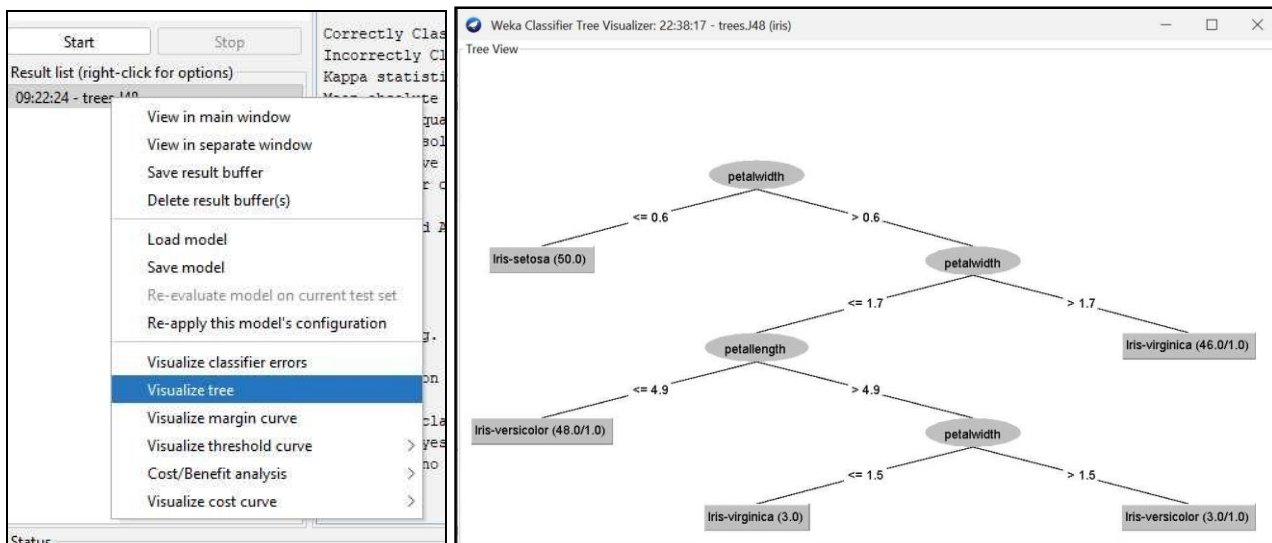 Start
Stop
Result list (right-click for options)
09:22:24 - trees.J48
View in main window
View in separate window
Save result buffer
Delete result buffer(s)
Load model
Save model
Re-evaluate model on current test set
Re-apply this model's configuration
Visualize classifier errors
Visualize tree
Visualize margin curve
Visualize threshold curve
Cost/Benefit analysis
Visualize cost curve
Status
Correctly Clas
Incorrectly Cl
Kappa statisti
Weka Classifier Tree Visualizer: 22:38:17 - trees.J48 (iris)
Tree View
petalwidth
<= 0.6
> 0.6
Iris-setosa (50.0)
petalwidth
<= 1.7
> 1.7
petallength
Iris-virginica (46.0/1.0)
<= 4.9
> 4.9
Iris-versicolor (48.0/1.0)
petalwidth
<= 1.5
> 1.5
Iris-virginica (3.0)
Iris-versicolor (3.0/1.0)